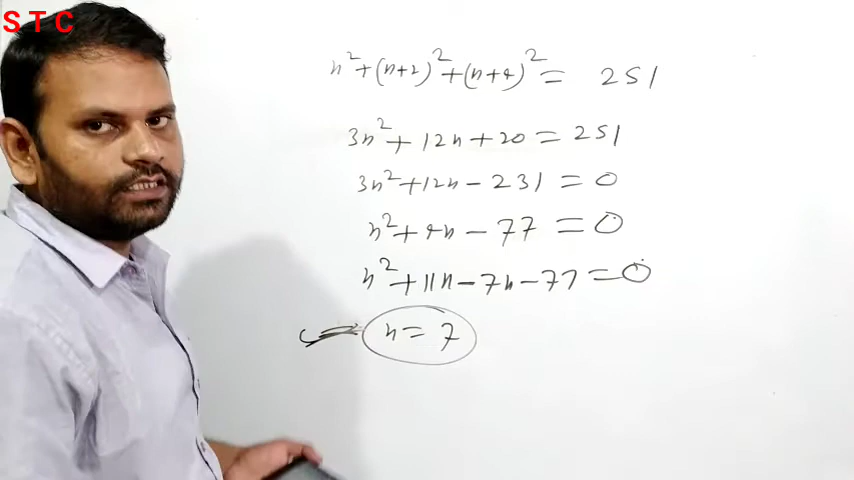 STC
n²+(n+2)²+(n+4)² = 251
3n²+12n+20 = 251
3n²+12n-231 = 0
n²+4n-77 = 0
n²+11n-7n-77 = 0
n = 7